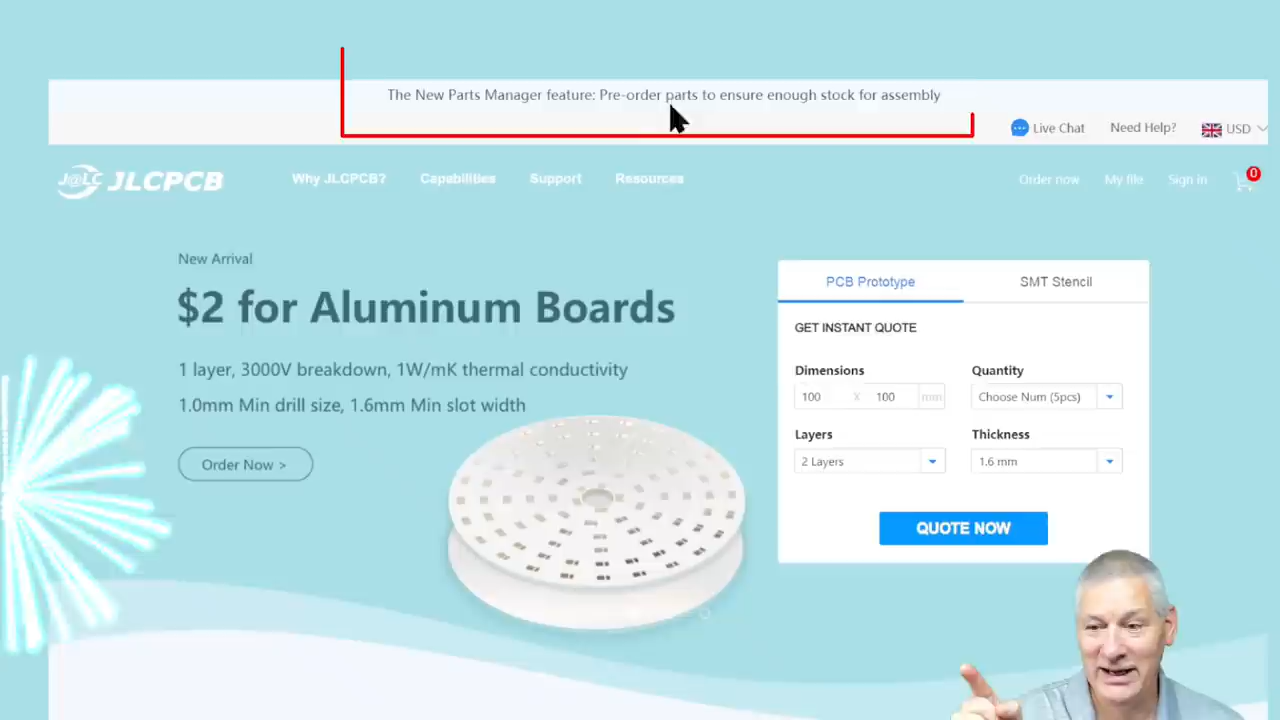 The New Parts Manager feature: Pre-order parts to ensure enough stock for assembly
Live Chat Need Help? USD
J@LC JLCPCB Why JLCPCB? Capabilities Support Resources Order now My file Sign in 0
New Arrival
$2 for Aluminum Boards
1 layer, 3000V breakdown, 1W/mK thermal conductivity
1.0mm Min drill size, 1.6mm Min slot width
Order Now >
PCB Prototype SMT Stencil
GET INSTANT QUOTE
Dimensions Quantity
100 X 100 mm Choose Num (5pcs)
Layers Thickness
2 Layers 1.6 mm
QUOTE NOW